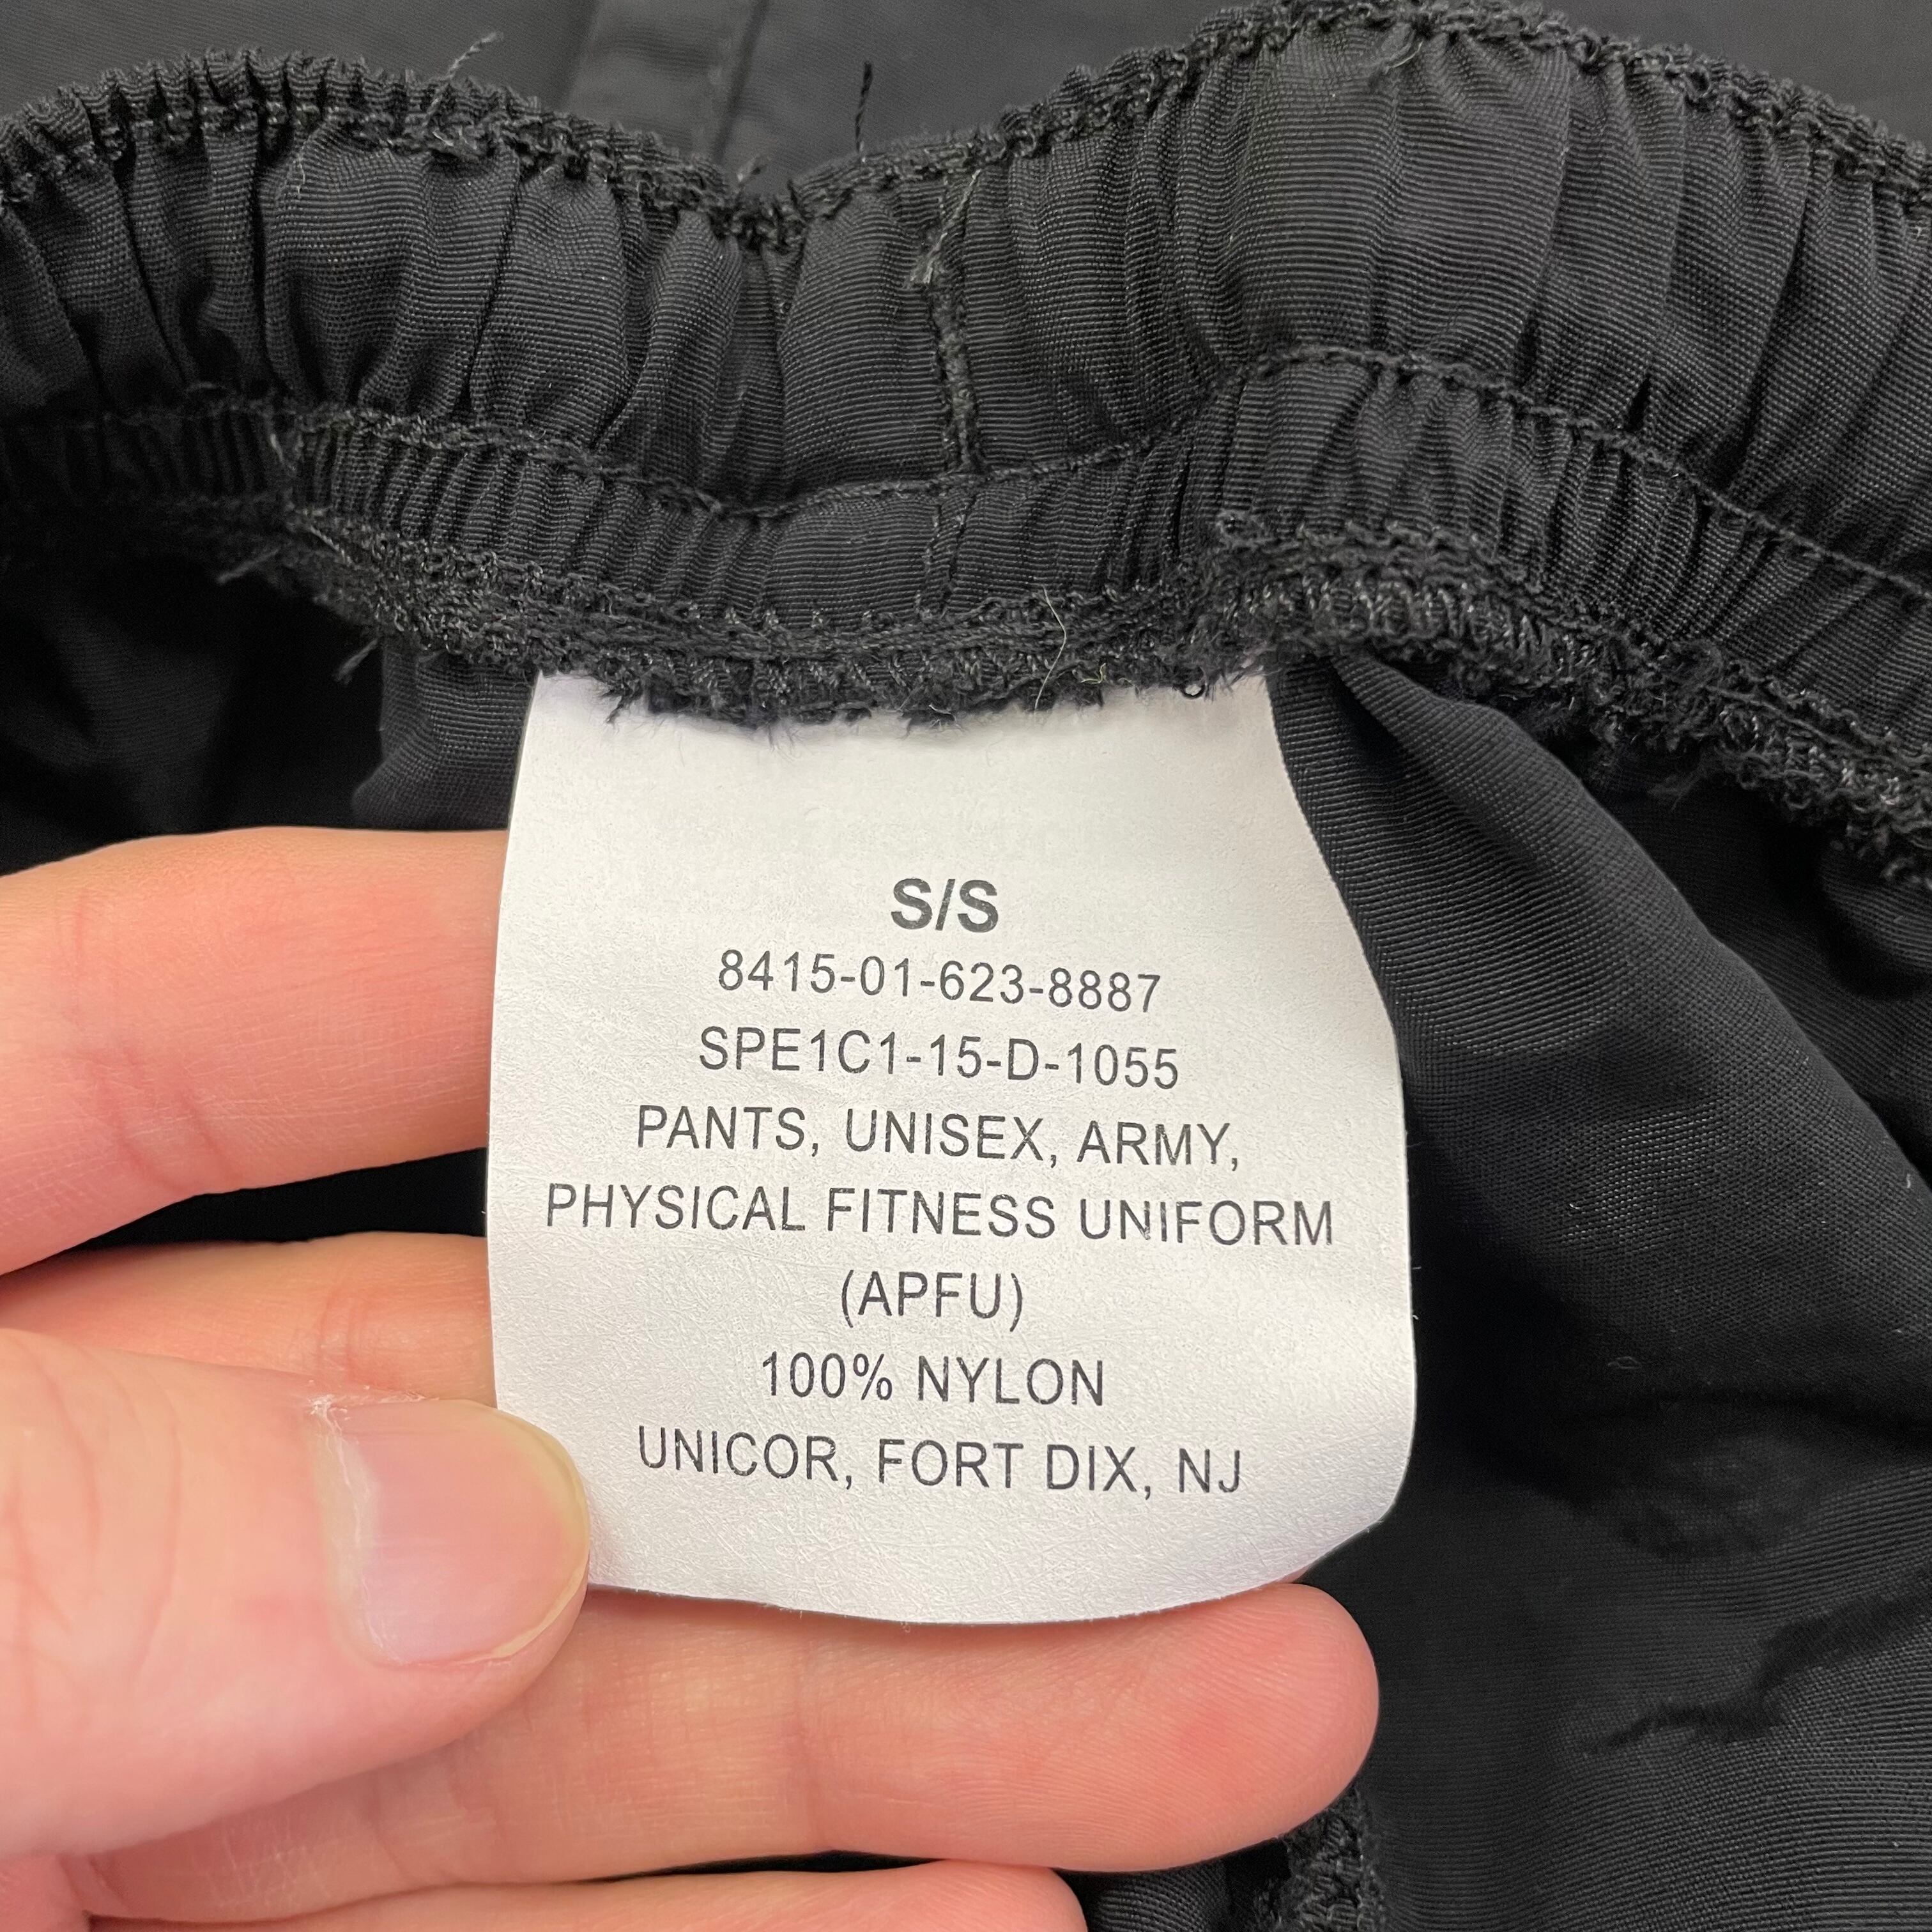 S/S
8415-01-623-8887
SPE1C1-15-D-1055
PANTS, UNISEX, ARMY,
PHYSICAL FITNESS UNIFORM
(APFU)
100% NYLON
UNICOR, FORT DIX, NJ